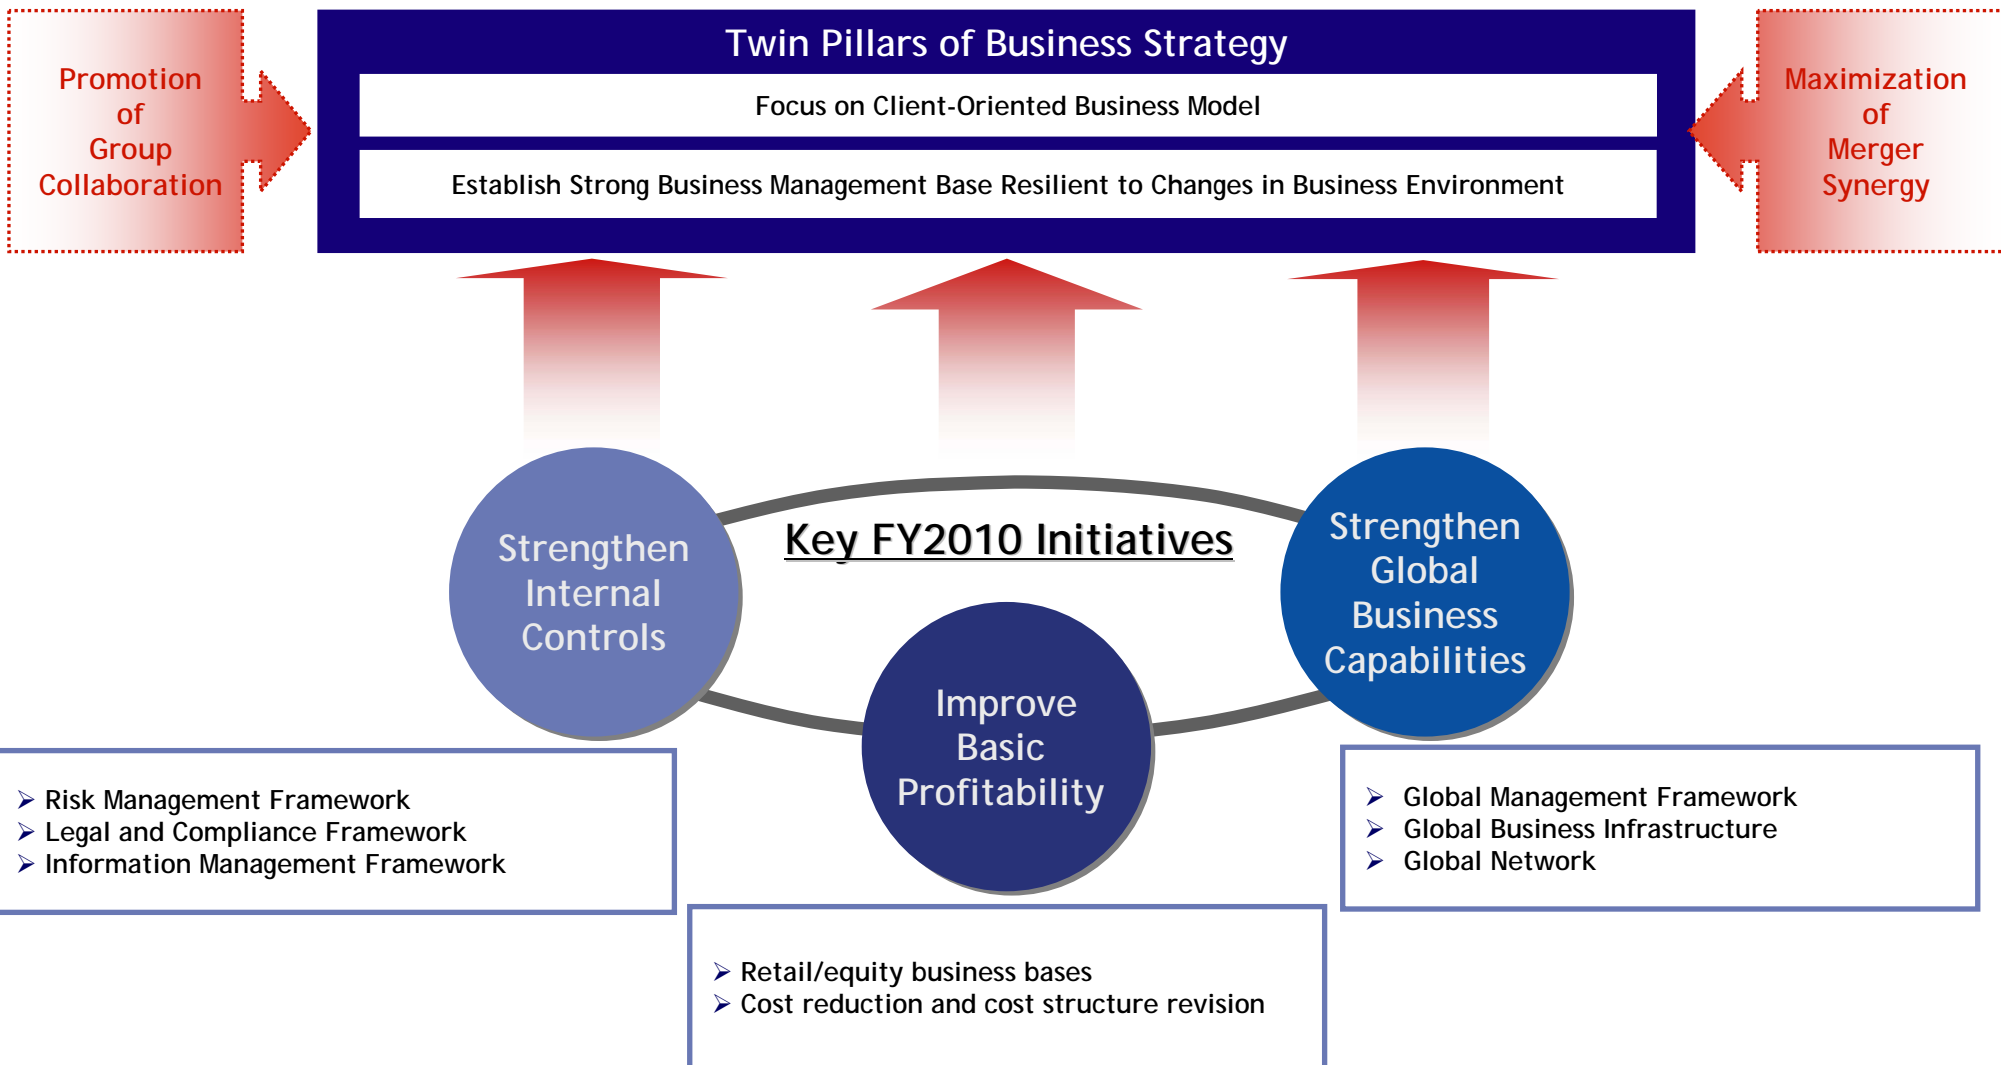 Twin Pillars of Business Strategy
Focus on Client-Oriented Business Model
Establish Strong Business Management Base Resilient to Changes in Business Environment
Promotion
of
Group
Collaboration
Maximization
of
Merger
Synergy
Key FY2010 Initiatives
Strengthen
Internal
Controls
Improve
Basic
Profitability
Strengthen
Global
Business
Capabilities
➢ Risk Management Framework
➢ Legal and Compliance Framework
➢ Information Management Framework
➢ Retail/equity business bases
➢ Cost reduction and cost structure revision
➢ Global Management Framework
➢ Global Business Infrastructure
➢ Global Network